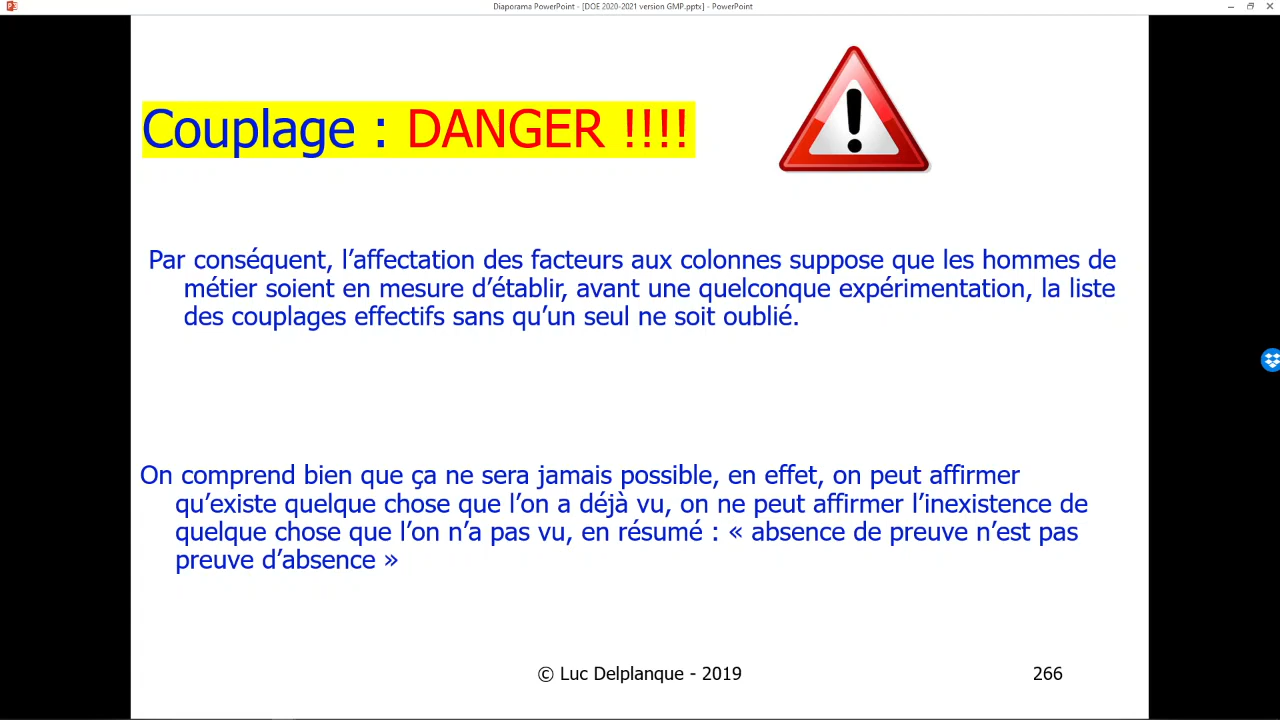 Diaporama PowerPoint - [DOE 2020-2021 version GMP.pptx] - PowerPoint
Couplage : DANGER !!!!
Par conséquent, l’affectation des facteurs aux colonnes suppose que les hommes de
métier soient en mesure d’établir, avant une quelconque expérimentation, la liste
des couplages effectifs sans qu’un seul ne soit oublié.
On comprend bien que ça ne sera jamais possible, en effet, on peut affirmer
qu’existe quelque chose que l’on a déjà vu, on ne peut affirmer l’inexistence de
quelque chose que l’on n’a pas vu, en résumé : « absence de preuve n’est pas
preuve d’absence »
© Luc Delplanque - 2019
266